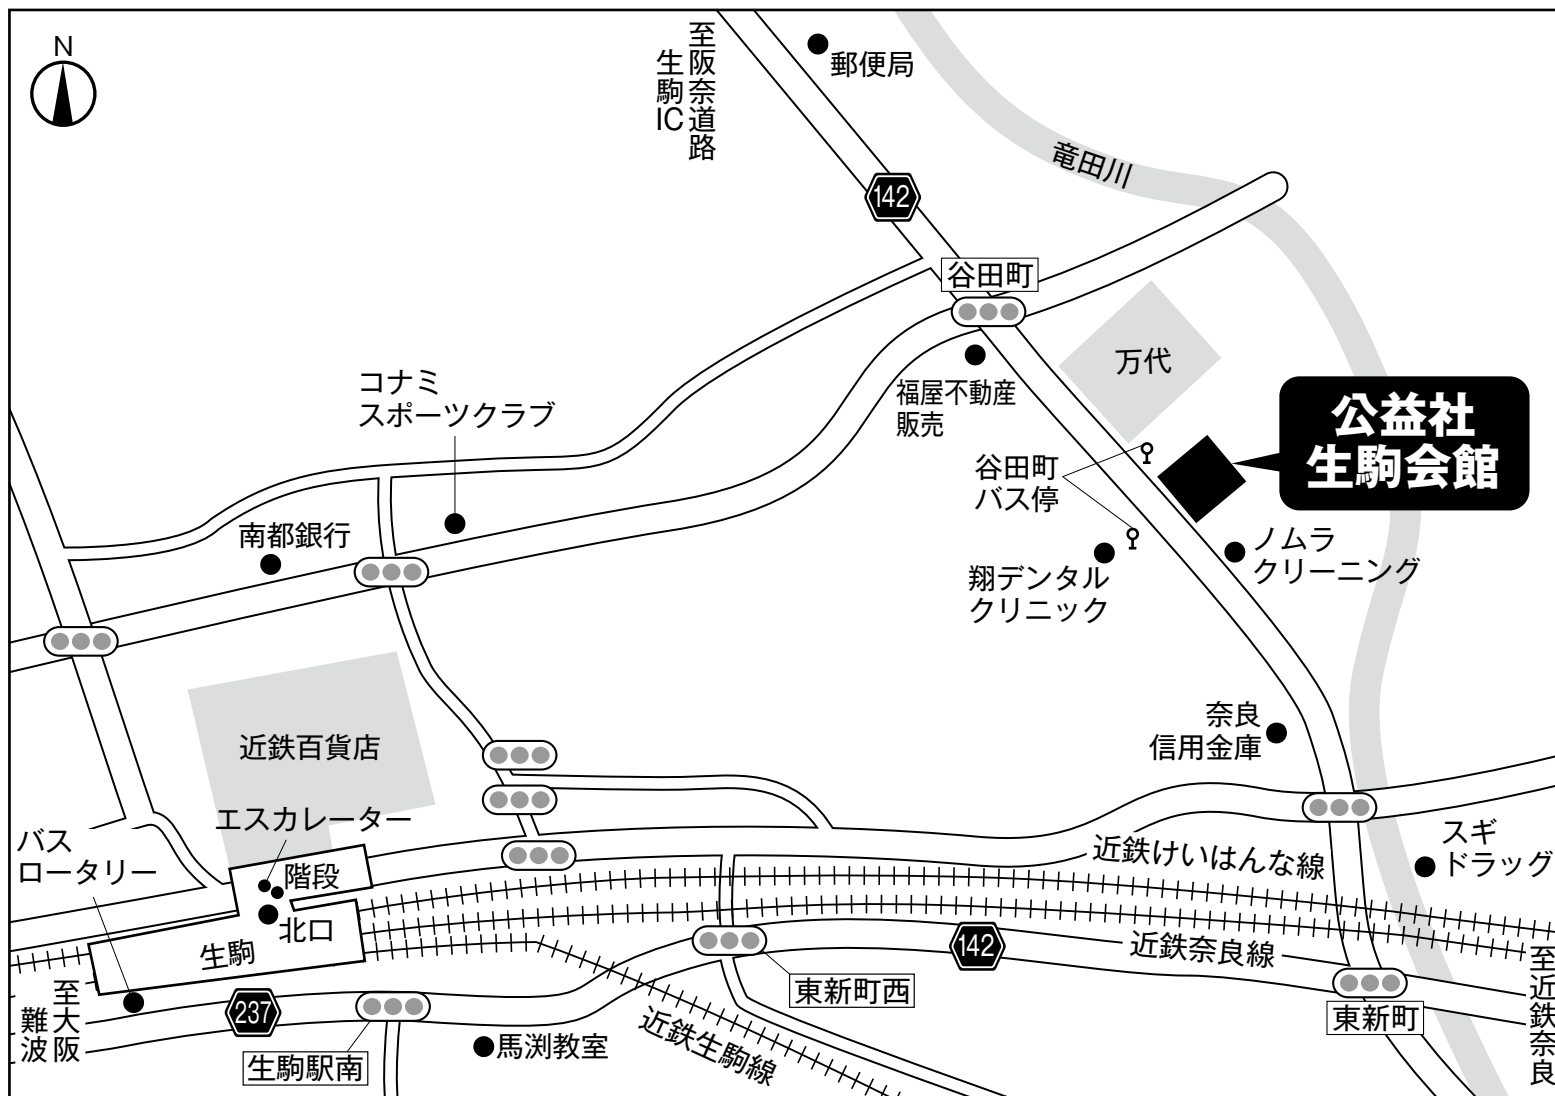 N
至阪奈道路
生駒IC
郵便局
竜田川
142
谷田町
万代
福屋不動産
販売
コナミ
スポーツクラブ
公益社
生駒会館
谷田町
バス停
南都銀行
ノムラ
クリーニング
翔デンタル
クリニック
奈良
信用金庫
近鉄百貨店
エスカレーター
バス
ロータリー
階段
北口
生駒
スギ
ドラッグ
近鉄けいはんな線
近鉄奈良線
142
東新町西
東新町
至近鉄奈良
至大阪
難波
237
生駒駅南
馬渕教室
近鉄生駒線